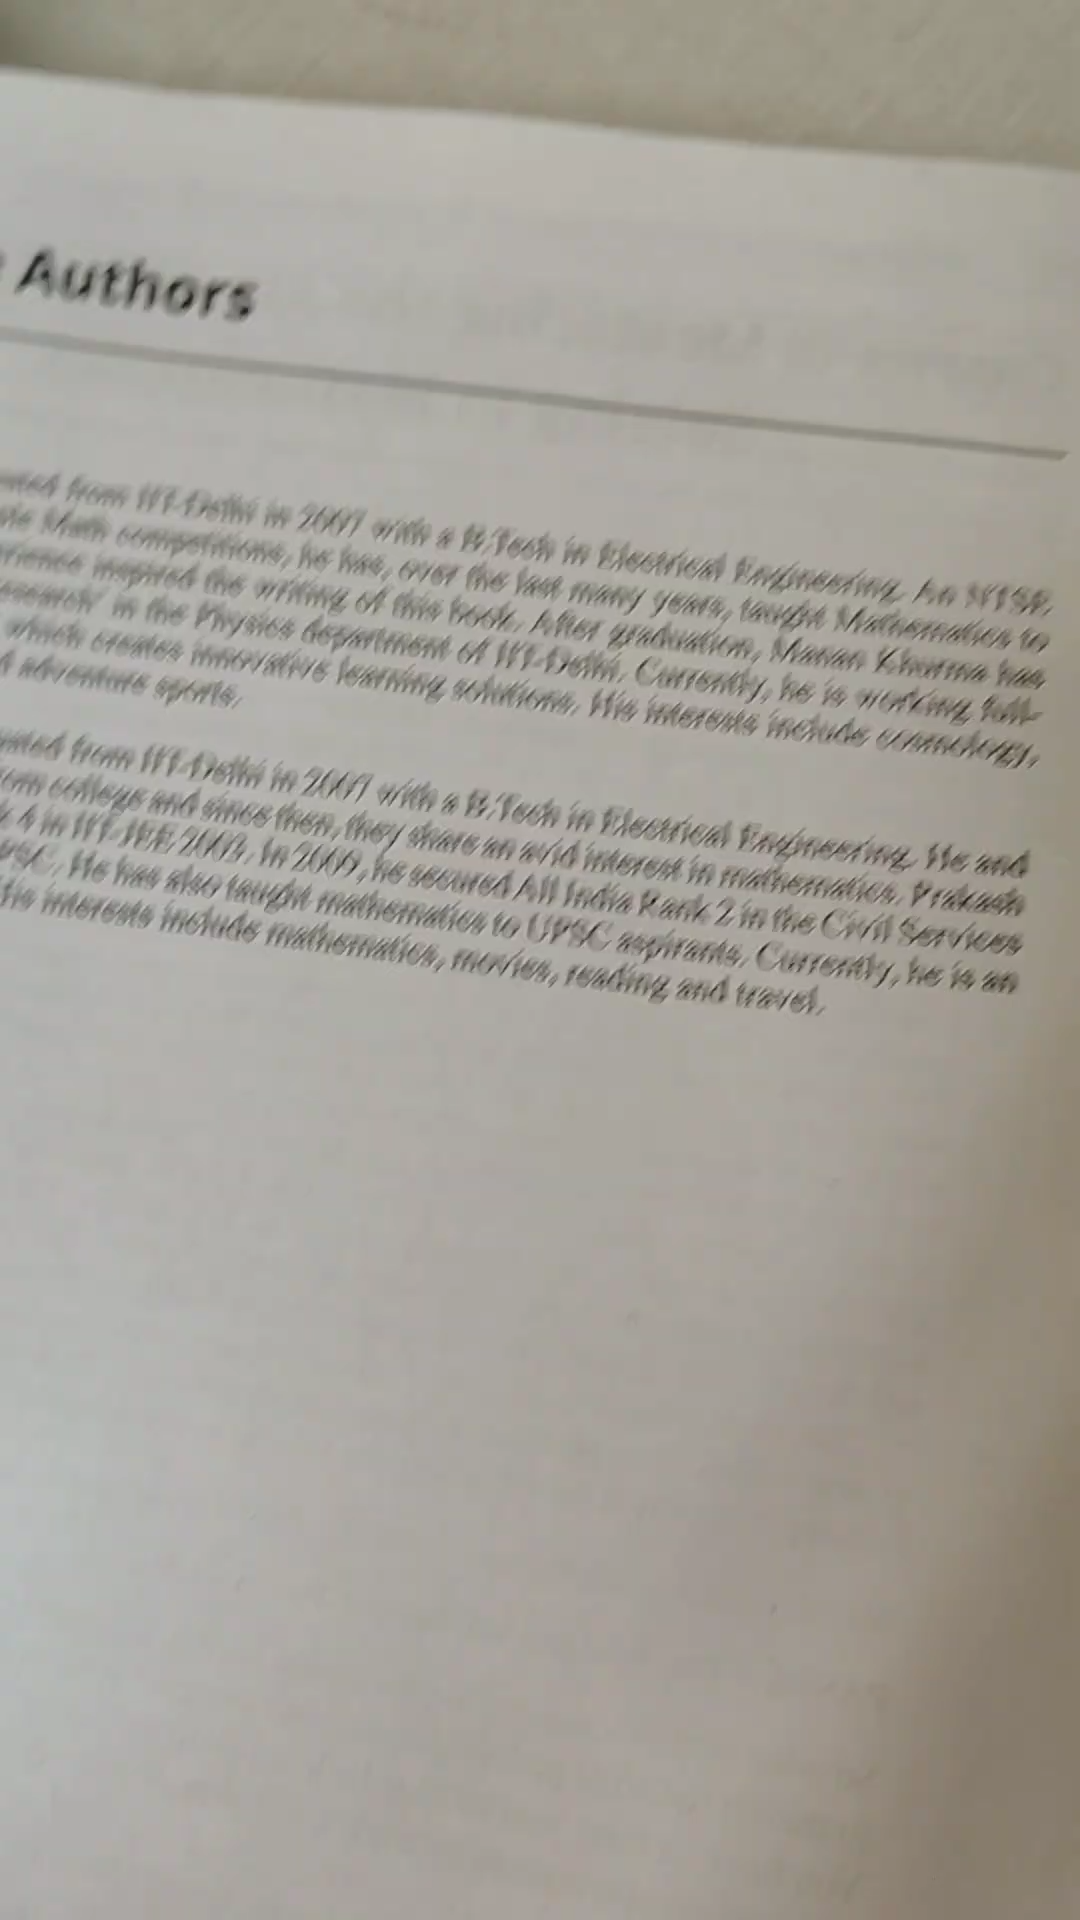 Authors
from IIT-Delhi in 2007 with a B.Tech in Electrical Engineering. An NTSE,
Math competitions, he has, over the last many years, taught Mathematics to
inspired the writing of this book. After graduation, Manan Khurma has
in the Physics department of IIT-Delhi. Currently, he is working full-
which creates innovative learning solutions. His interests include cosmology,
adventure sports.
from IIT-Delhi in 2007 with a B.Tech in Electrical Engineering. He and
college and since then, they share an avid interest in mathematics. Prakash
4 in IIT-JEE 2003. In 2009, he secured All India Rank 2 in the Civil Services
He has also taught mathematics to UPSC aspirants. Currently, he is an
interests include mathematics, movies, reading and travel.